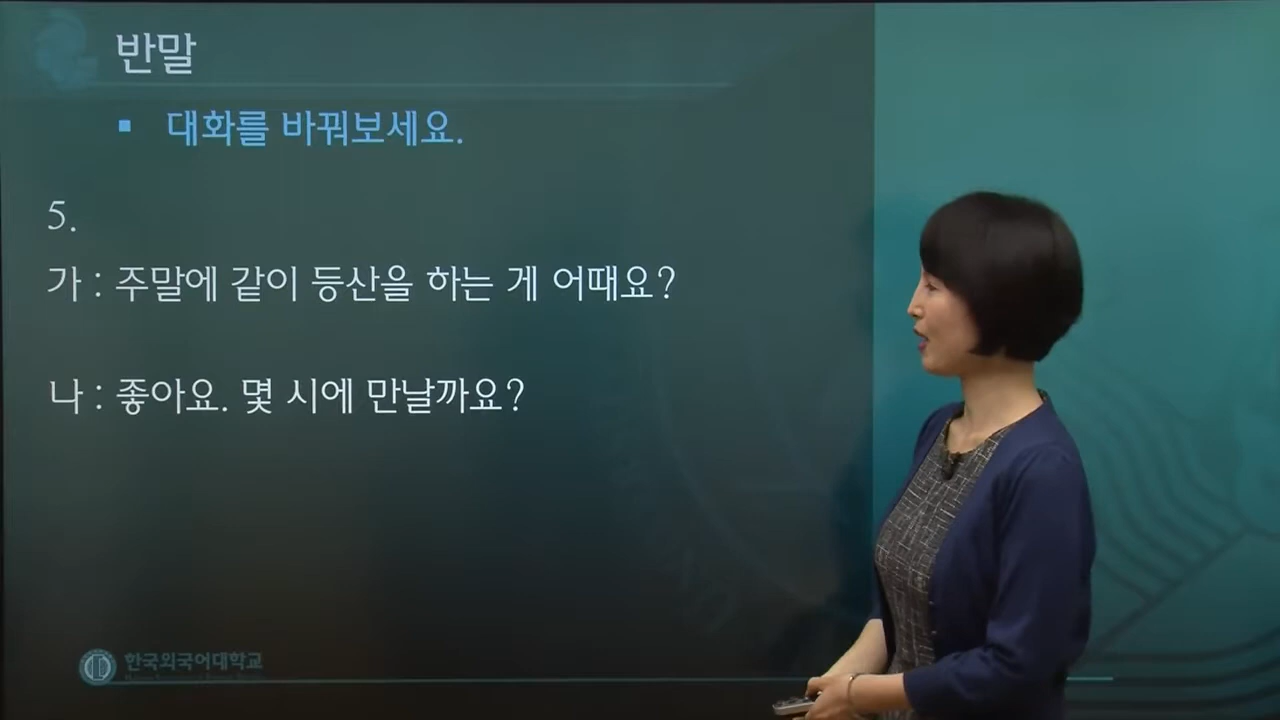 반말
▪ 대화를 바꿔보세요.
5.
가 : 주말에 같이 등산을 하는 게 어때요?
나 : 좋아요. 몇 시에 만날까요?
한국외국어대학교